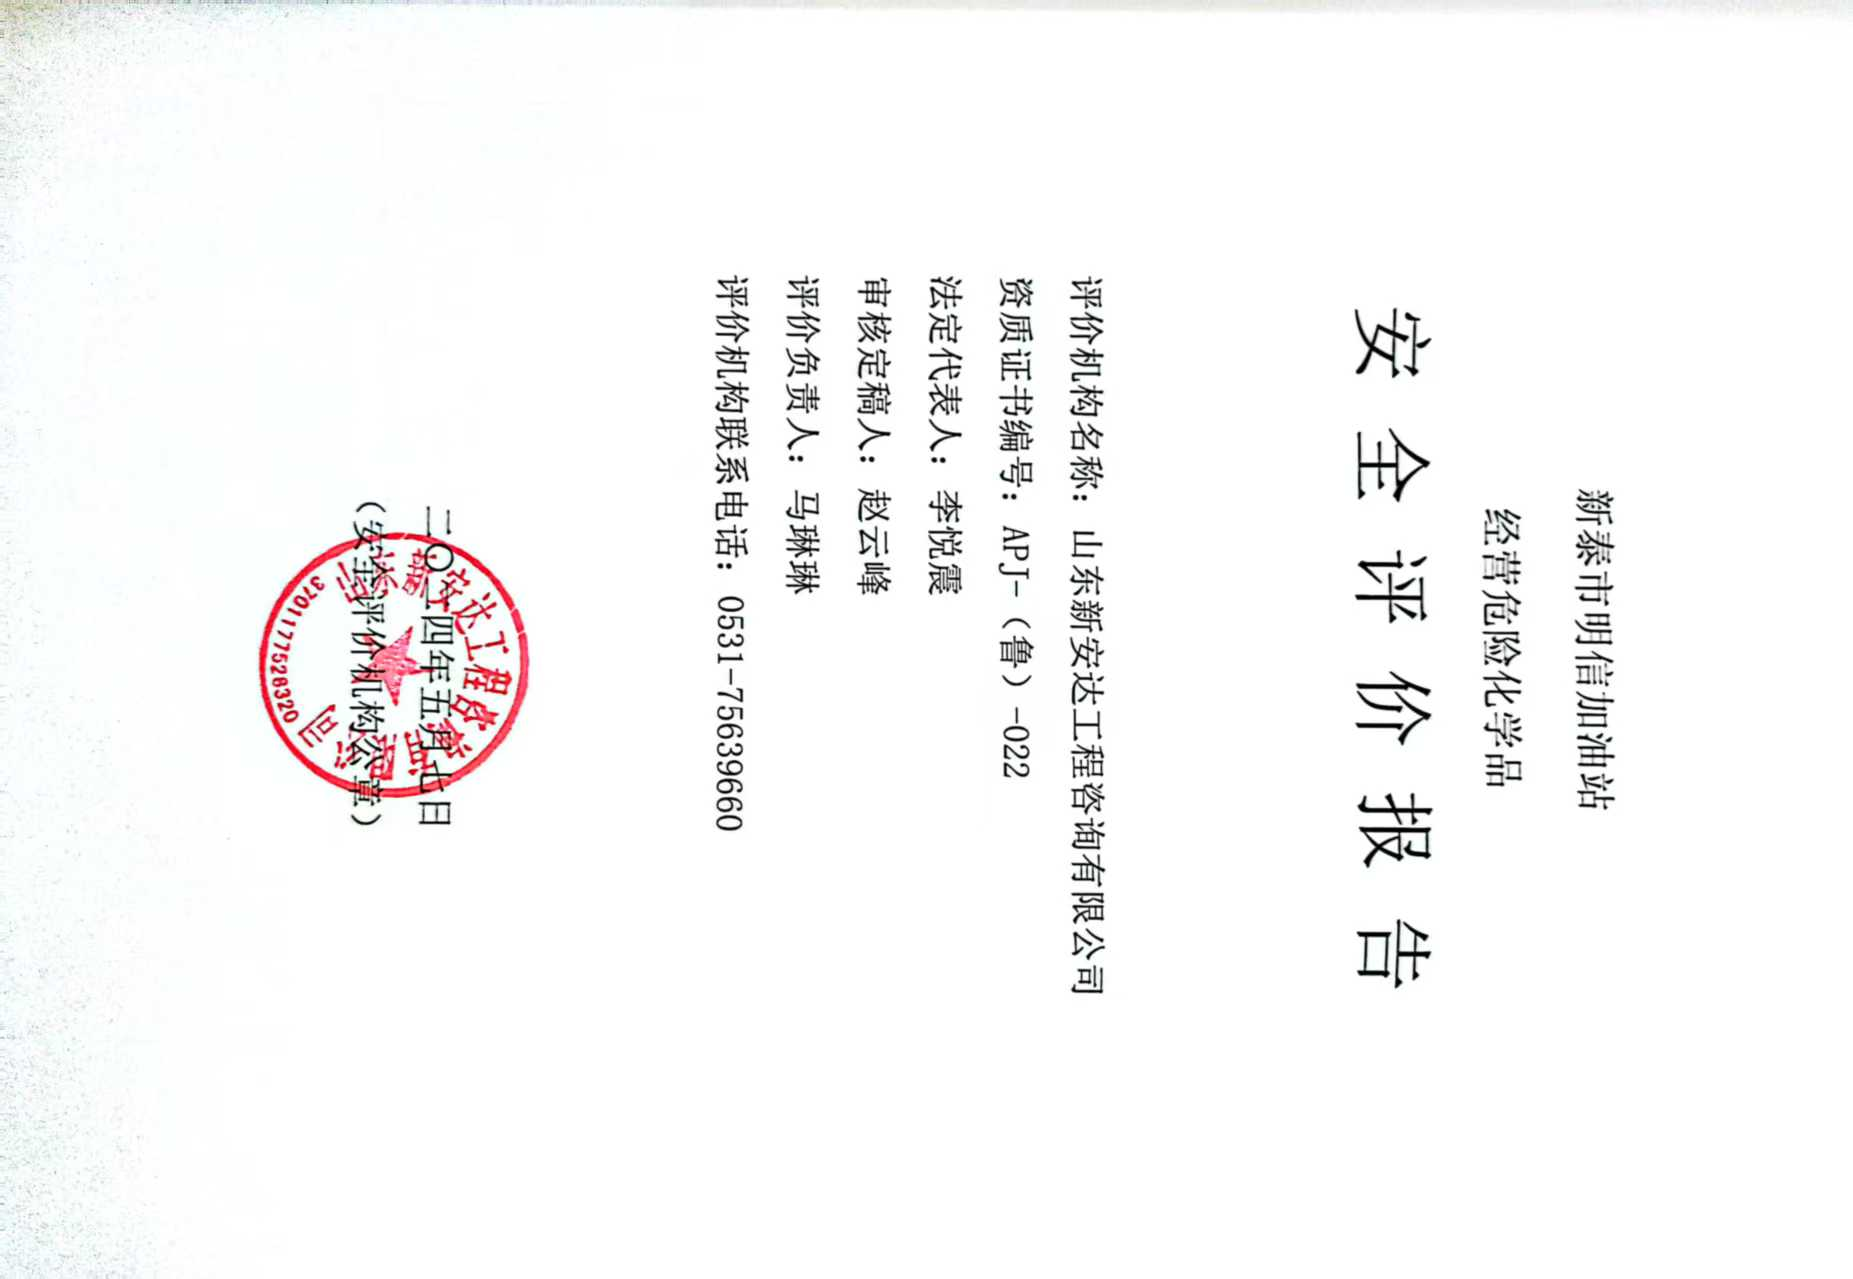 新泰市明信加油站
经营危险化学品
安全评价报告
评价机构名称：山东新安达工程咨询有限公司
资质证书编号：APJ-（鲁）-022
法定代表人：李悦震
审核定稿人：赵云峰
评价负责人：马琳琳
评价机构联系电话：0531-75639660
二〇二四年五月七日
（安全评价机构公章）
3701177528320